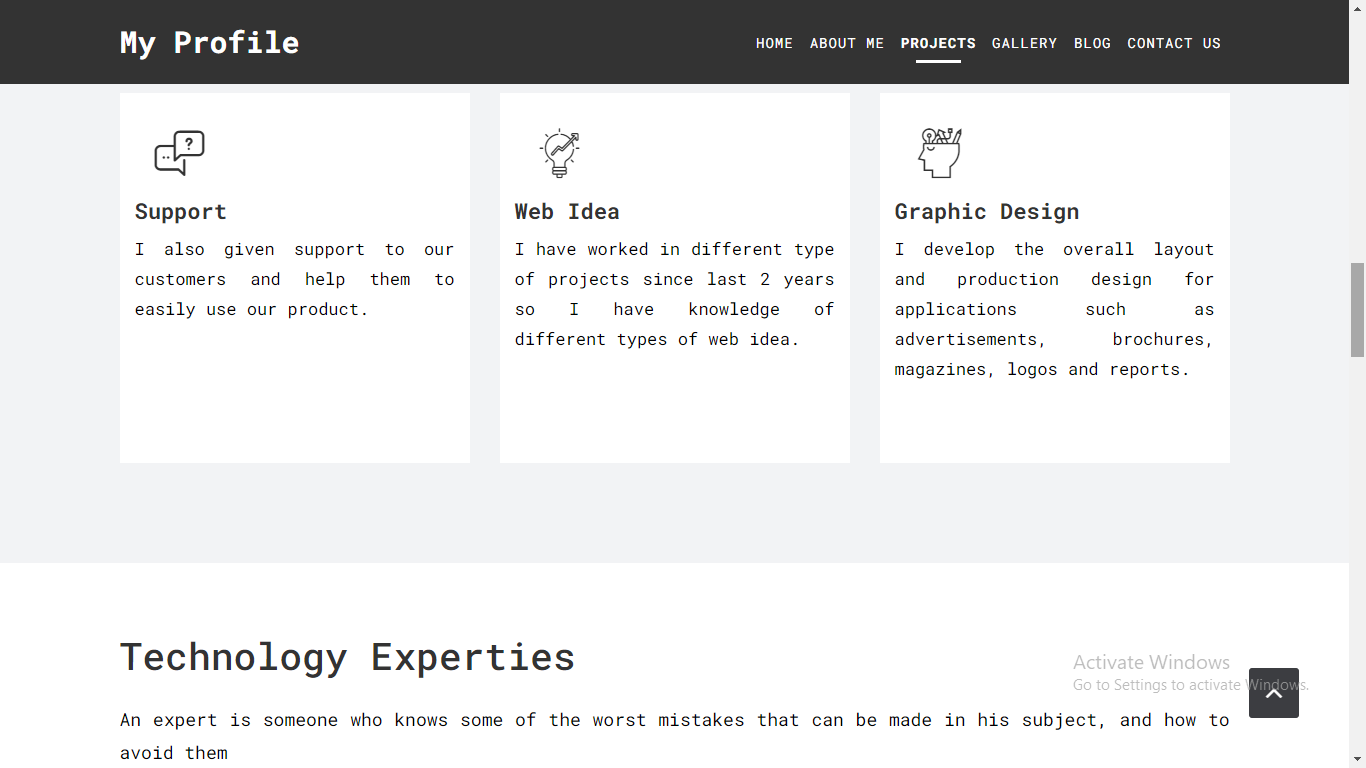 My Profile
HOME ABOUT ME PROJECTS GALLERY BLOG CONTACT US
?
Support
I also given support to our
customers and help them to
easily use our product.
Web Idea
I have worked in different type
of projects since last 2 years
so I have knowledge of
different types of web idea.
Graphic Design
I develop the overall layout
and production design for
applications such as
advertisements, brochures,
magazines, logos and reports.
Technology Experties
An expert is someone who knows some of the worst mistakes that can be made in his subject, and how to
avoid them
Activate Windows
Go to Settings to activate Windows.